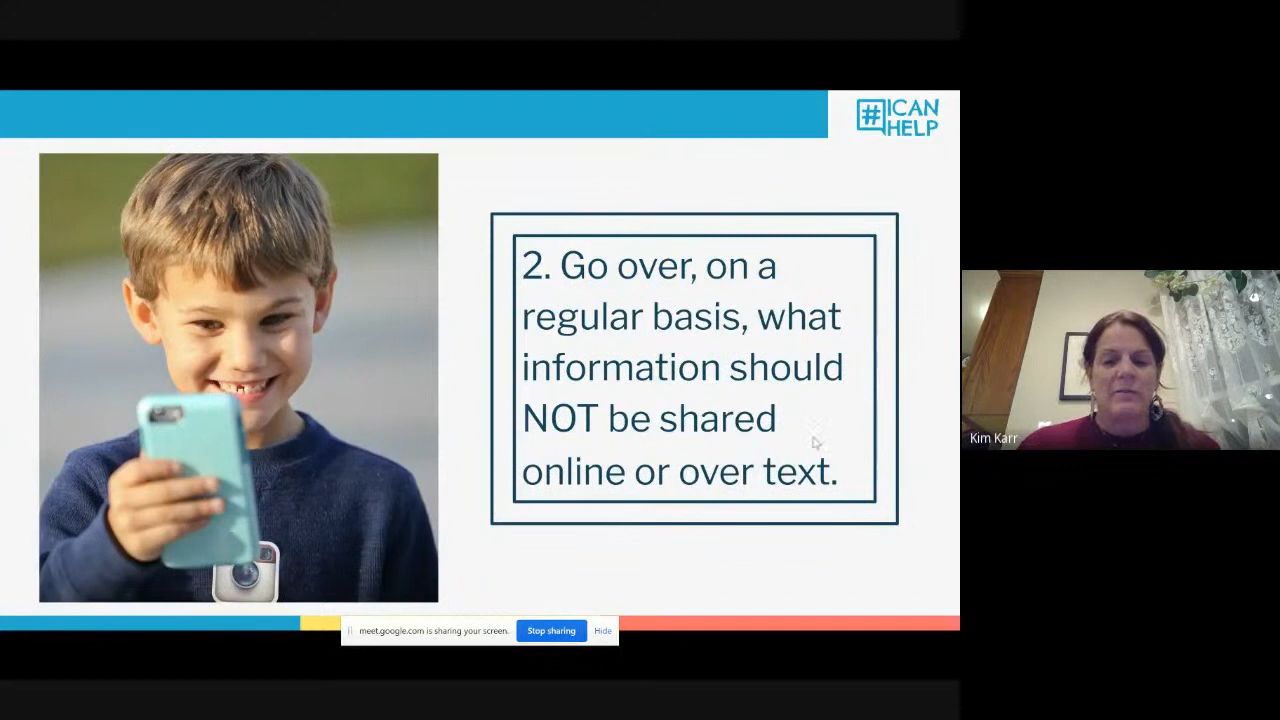 #ICAN
HELP
2. Go over, on a
regular basis, what
information should
NOT be shared
online or over text.
Kim Karr
meet.google.com is sharing your screen.
Stop sharing
Hide